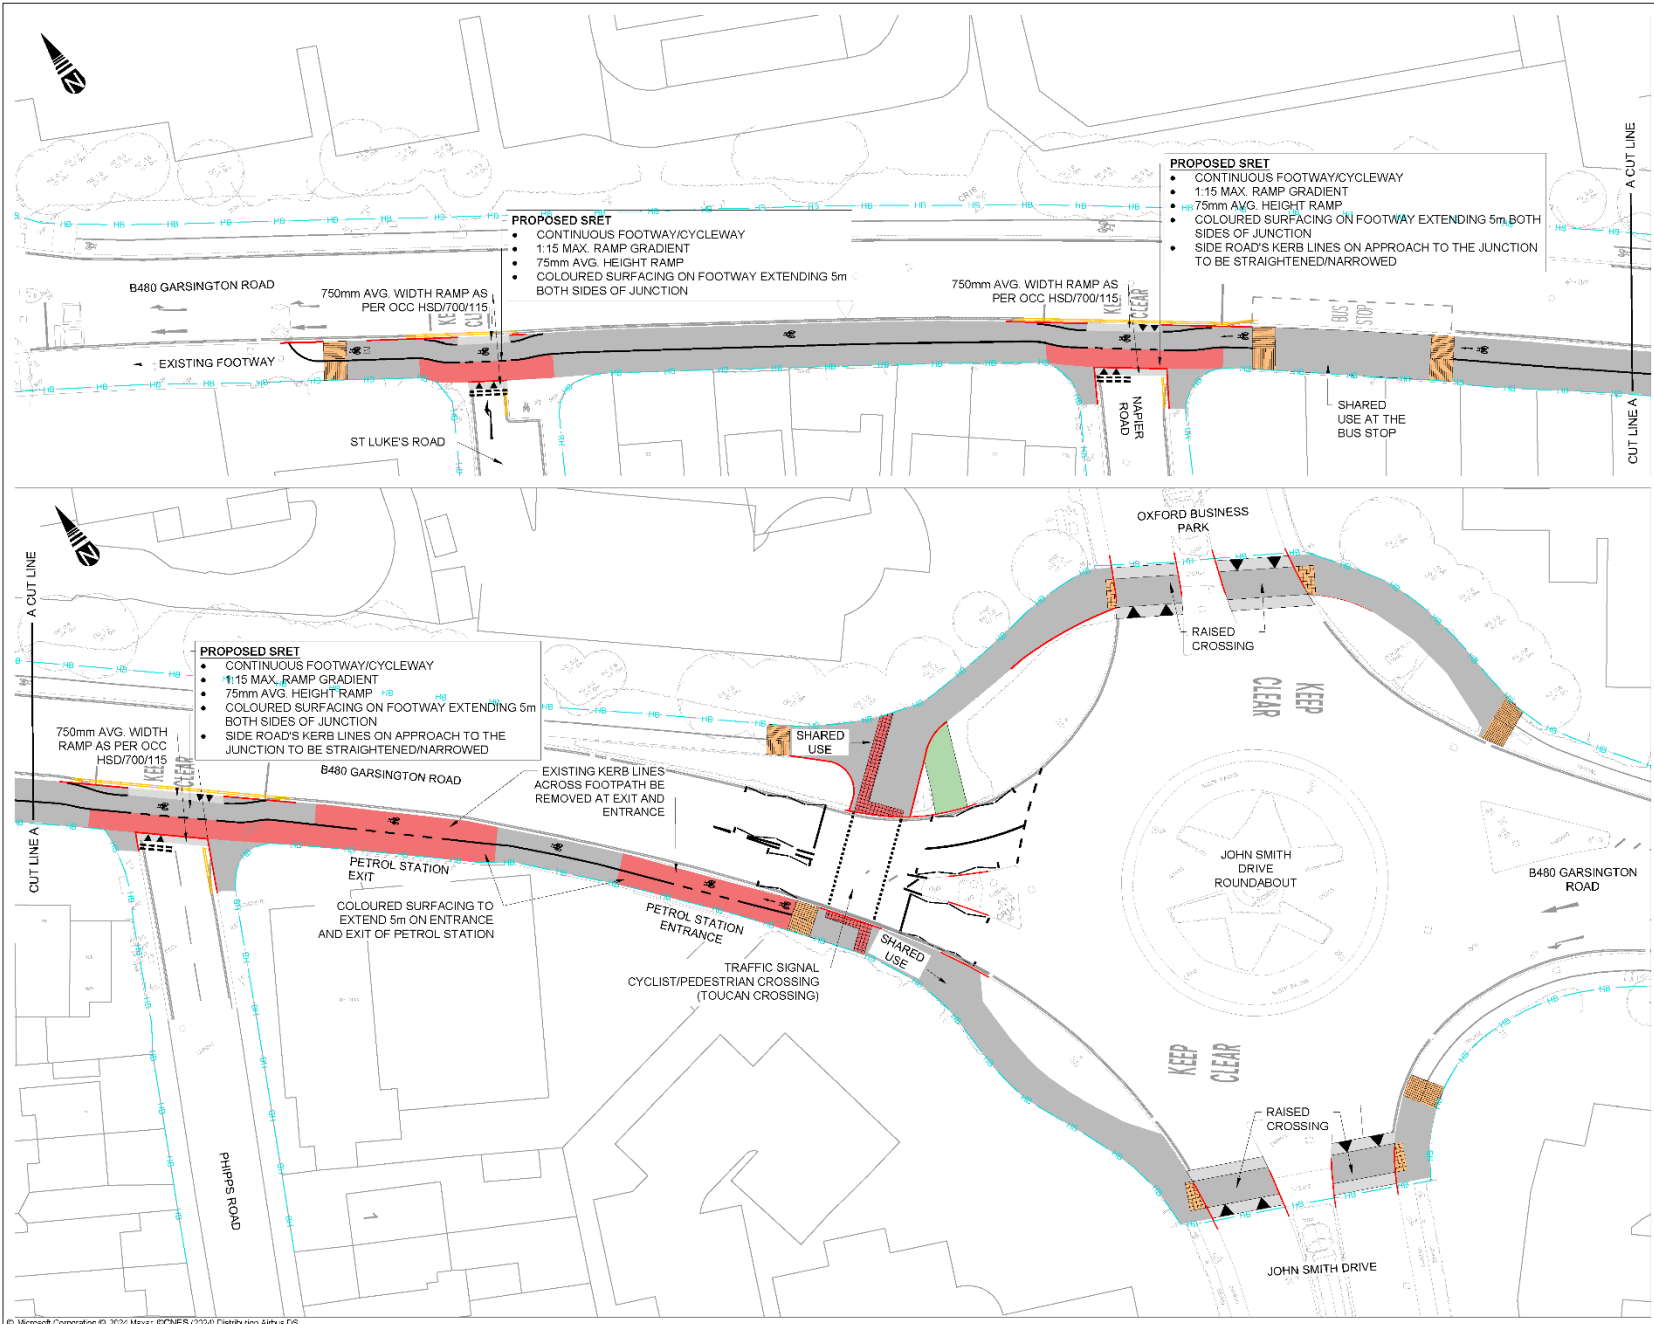 A CUT LINE
PROPOSED SRET
• CONTINUOUS FOOTWAY/CYCLEWAY
• 1:15 MAX. RAMP GRADIENT
• 75mm AVG. HEIGHT RAMP
• COLOURED SURFACING ON FOOTWAY EXTENDING 5m BOTH
SIDES OF JUNCTION
• SIDE ROAD'S KERB LINES ON APPROACH TO THE JUNCTION
TO BE STRAIGHTENED/NARROWED
PROPOSED SRET
• CONTINUOUS FOOTWAY/CYCLEWAY
• 1:15 MAX. RAMP GRADIENT
• 75mm AVG. HEIGHT RAMP
• COLOURED SURFACING ON FOOTWAY EXTENDING 5m
BOTH SIDES OF JUNCTION
B480 GARSINGTON ROAD
750mm AVG. WIDTH RAMP AS
PER OCC HSD/700/115
750mm AVG. WIDTH RAMP AS
PER OCC HSD/700/115
CLEAR
BUS
STOP
EXISTING FOOTWAY
ST LUKE'S ROAD
NAPIER
ROAD
SHARED
USE AT THE
BUS STOP
CUT LINE A
OXFORD BUSINESS
PARK
A CUT LINE
RAISED
CROSSING
KEEP
CLEAR
PROPOSED SRET
• CONTINUOUS FOOTWAY/CYCLEWAY
• 1:15 MAX. RAMP GRADIENT
• 75mm AVG. HEIGHT RAMP
• COLOURED SURFACING ON FOOTWAY EXTENDING 5m
BOTH SIDES OF JUNCTION
• SIDE ROAD'S KERB LINES ON APPROACH TO THE
JUNCTION TO BE STRAIGHTENED/NARROWED
750mm AVG. WIDTH
RAMP AS PER OCC
HSD/700/115
CLEAR
B480 GARSINGTON ROAD
SHARED
USE
EXISTING KERB LINES
ACROSS FOOTPATH BE
REMOVED AT EXIT AND
ENTRANCE
CUT LINE A
PETROL STATION
EXIT
COLOURED SURFACING TO
EXTEND 5m ON ENTRANCE
AND EXIT OF PETROL STATION
PETROL STATION
ENTRANCE
SHARED
USE
TRAFFIC SIGNAL
CYCLIST/PEDESTRIAN CROSSING
(TOUCAN CROSSING)
JOHN SMITH
DRIVE
ROUNDABOUT
B480 GARSINGTON
ROAD
KEEP
CLEAR
RAISED
CROSSING
PHIPPS ROAD
JOHN SMITH DRIVE
© Microsoft Corporation © 2024 Maxar ©CNES (2024) Distribution Airbus DS